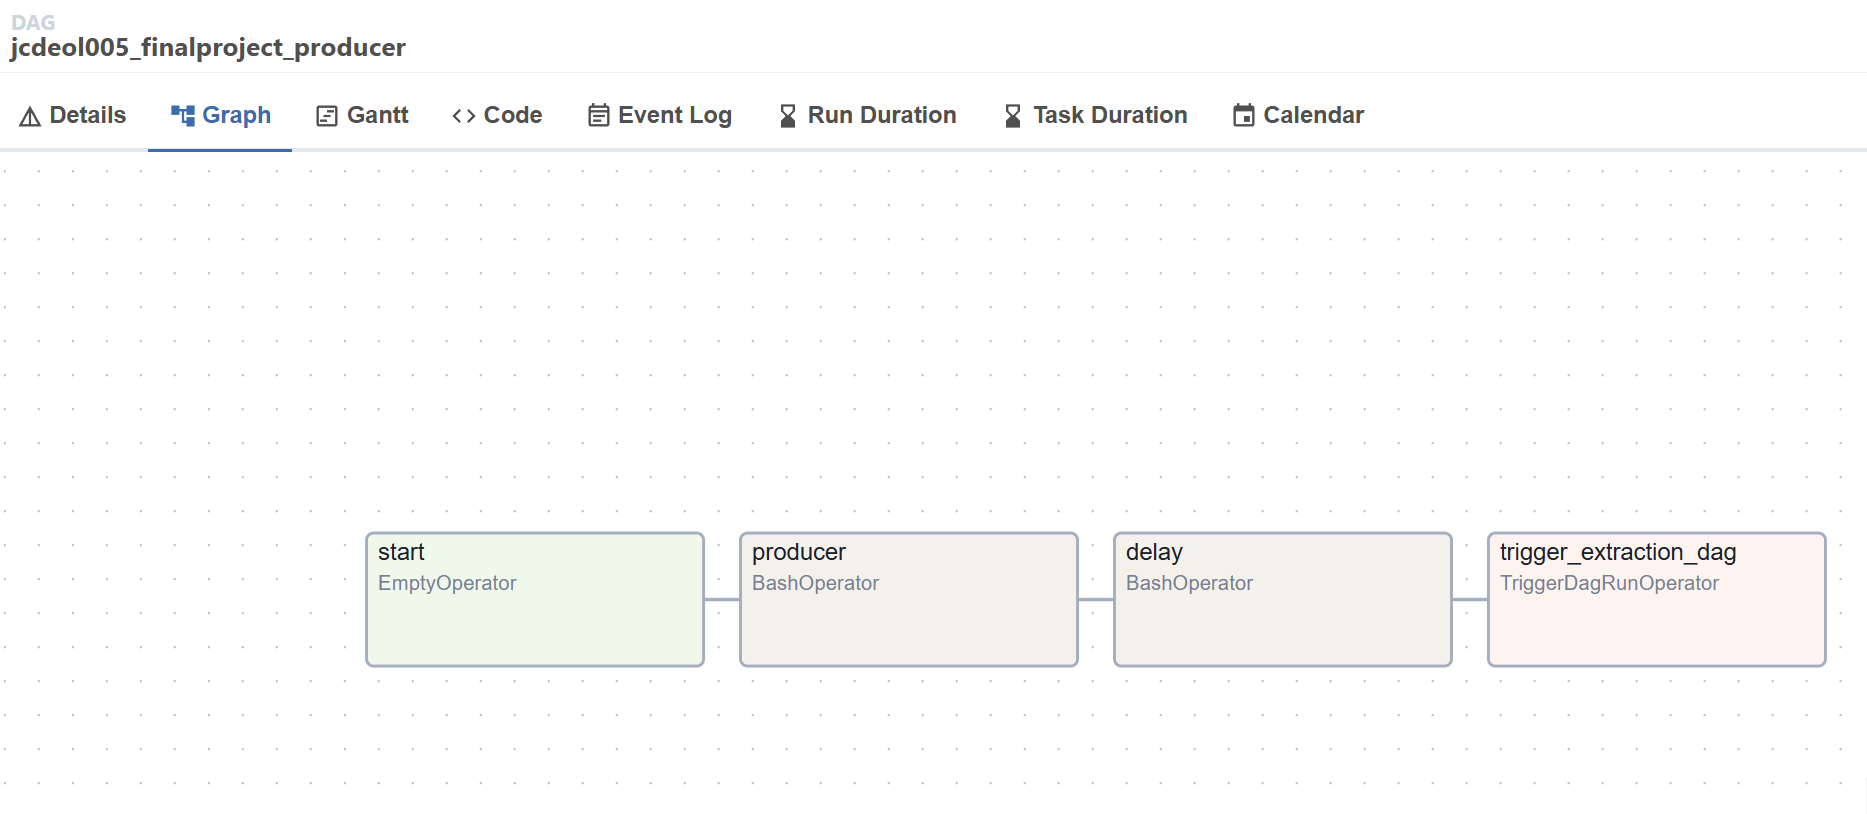 DAG
jcdeol005_finalproject_producer
Details Graph Gantt Code Event Log Run Duration Task Duration Calendar
start
EmptyOperator
producer
BashOperator
delay
BashOperator
trigger_extraction_dag
TriggerDagRunOperator